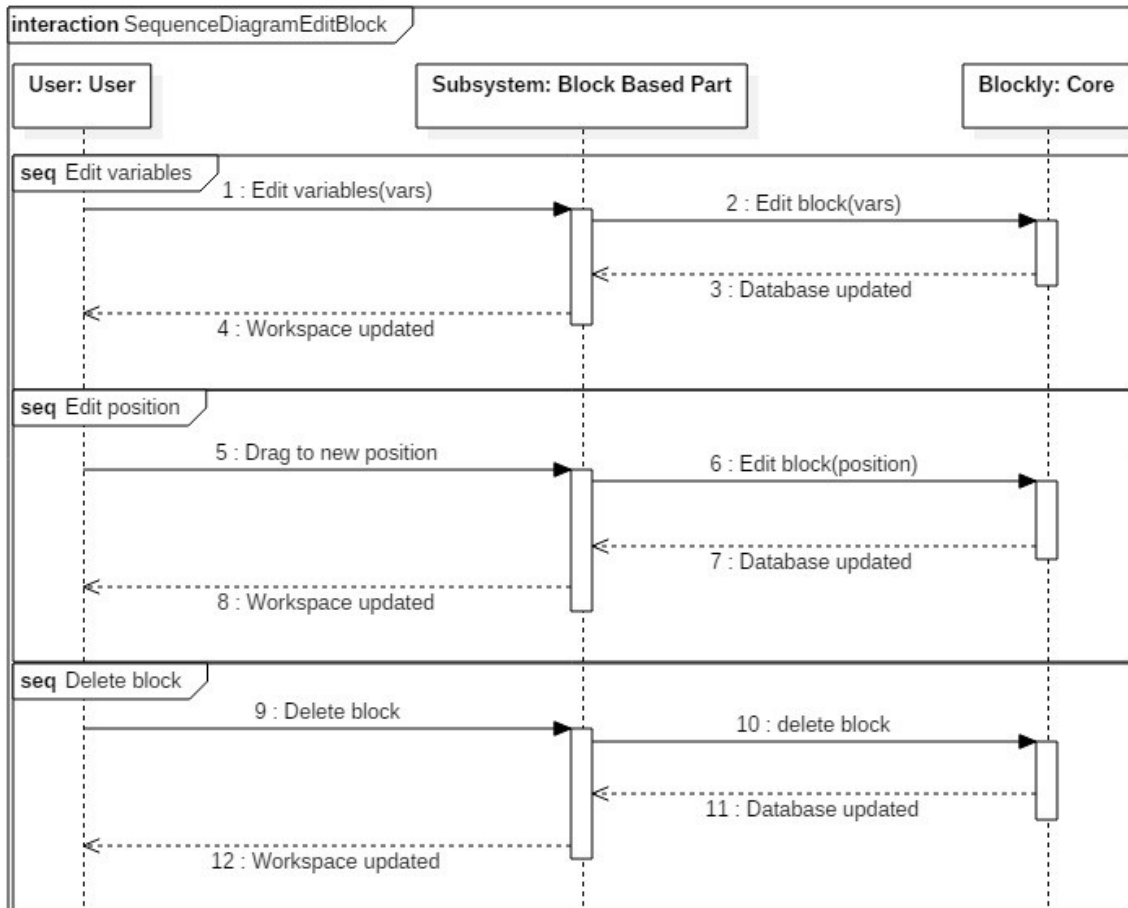 interaction SequenceDiagramEditBlock
User: User
Subsystem: Block Based Part
Blockly: Core
seq Edit variables
1 : Edit variables(vars)
2 : Edit block(vars)
3 : Database updated
4 : Workspace updated
seq Edit position
5 : Drag to new position
6 : Edit block(position)
7 : Database updated
8 : Workspace updated
seq Delete block
9 : Delete block
10 : delete block
11 : Database updated
12 : Workspace updated